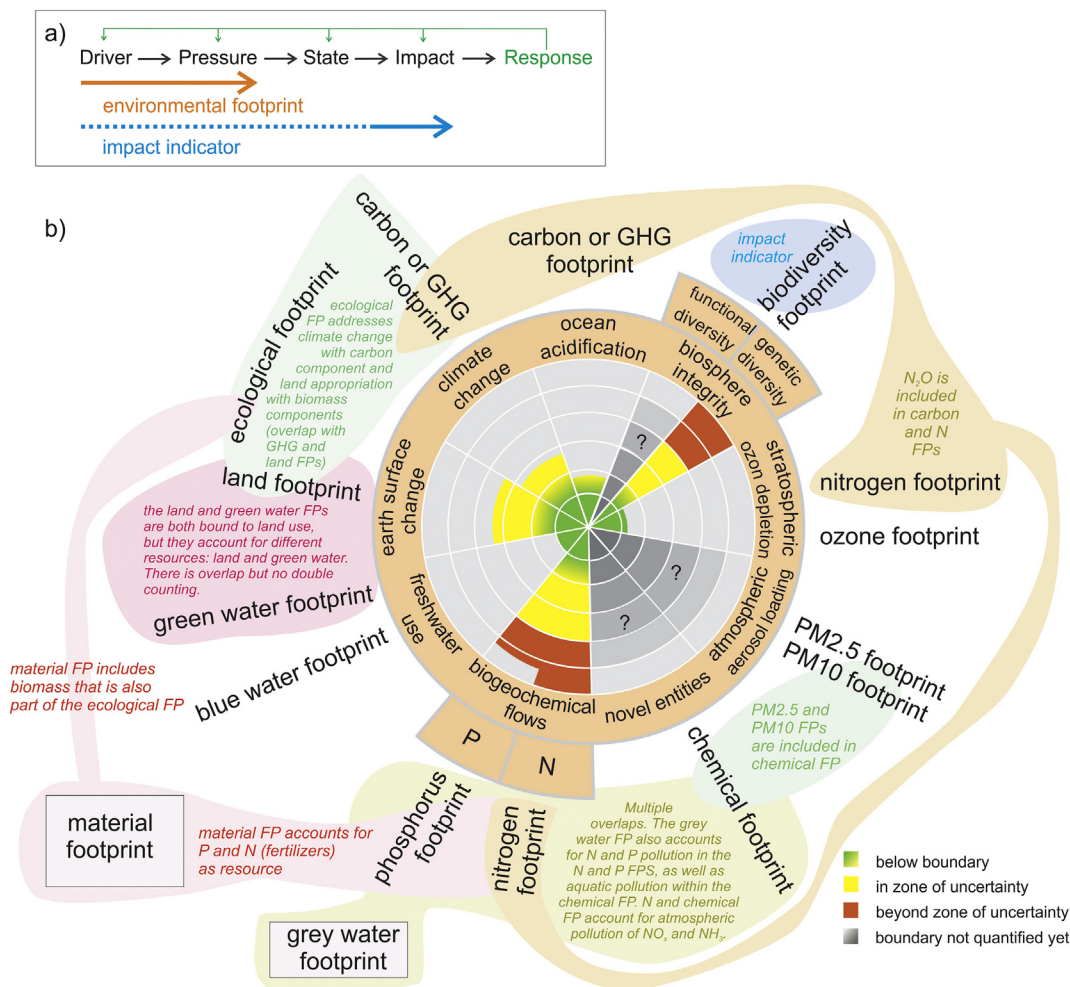 a)
Driver → Pressure → State → Impact → Response
environmental footprint
impact indicator
b)
carbon or GHG
footprint
carbon or GHG
footprint
impact
indicator
biodiversity
footprint
ecological footprint
ecological
FP addresses
climate change
with carbon
component and
land appropriation
with biomass
components
(overlap with
GHG and
land FPs)
functional
diversity
genetic
diversity
ocean
acidification
biosphere
integrity
climate
change
stratospheric
ozon depletion
earth surface
change
atmospheric
aerosol loading
freshwater
use
biogeochemical
flows
novel entities
P
N
?
?
?
N₂O is
included
in carbon
and N
FPs
nitrogen footprint
ozone footprint
land footprint
the land and green water FPs
are both bound to land use,
but they account for different
resources: land and green water.
There is overlap but no double
counting.
green water footprint
blue water footprint
PM2.5 footprint
PM10 footprint
PM2.5 and
PM10 FPs
are included in
chemical FP
chemical footprint
material FP includes
biomass that is also
part of the ecological FP
material
footprint
material FP accounts for
P and N (fertilizers)
as resource
phosphorus
footprint
nitrogen
footprint
Multiple
overlaps. The grey
water FP also accounts
for N and P pollution in the
N and P FPS, as well as
aquatic pollution within the
chemical FP. N and chemical
FP account for atmospheric
pollution of NOₓ and NH₃.
grey water
footprint
below boundary
in zone of uncertainty
beyond zone of uncertainty
boundary not quantified yet